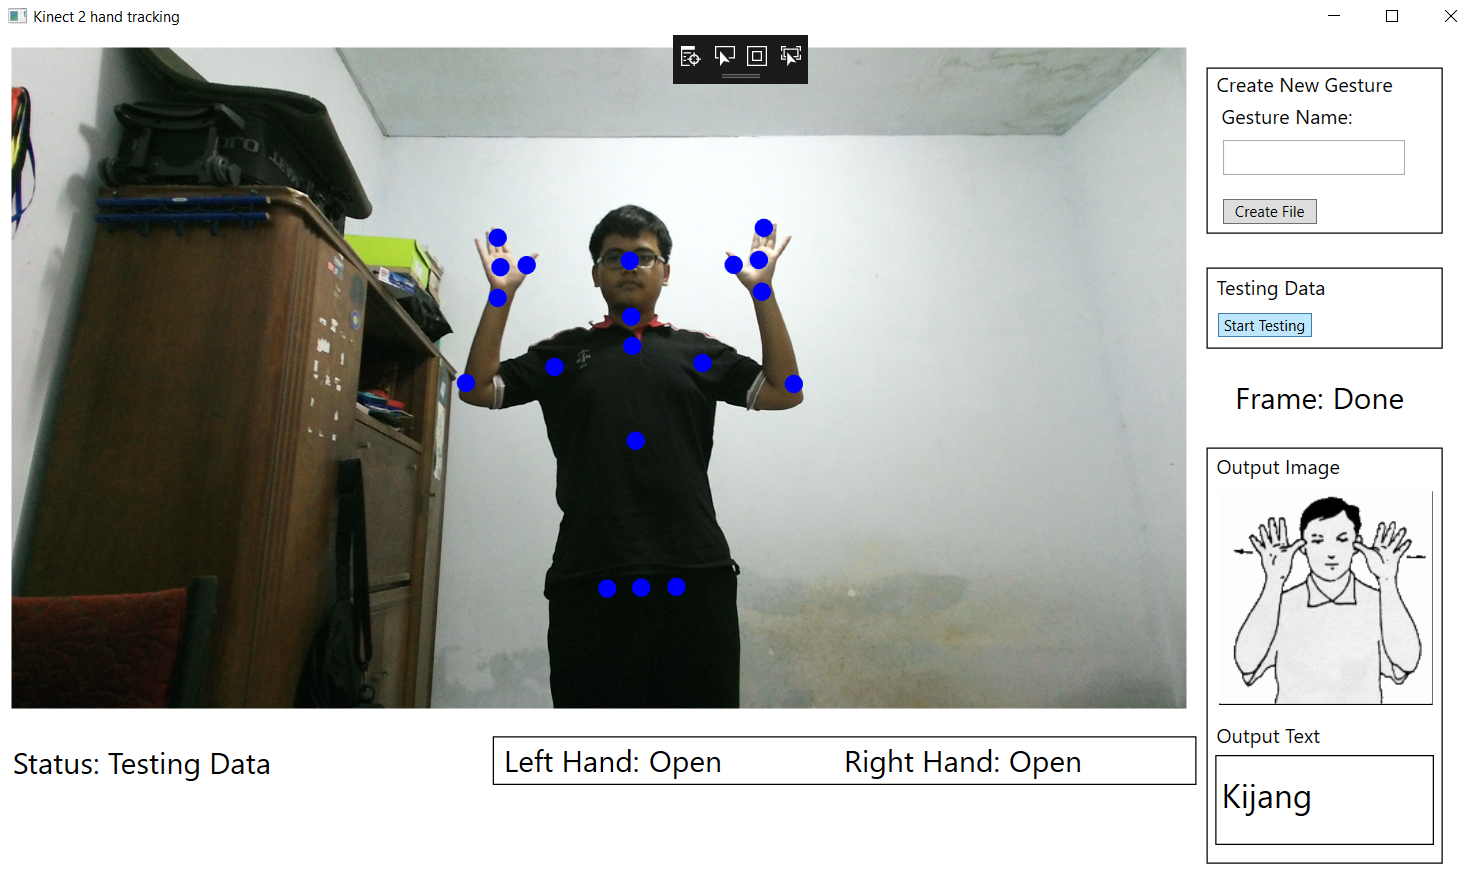 Kinect 2 hand tracking
pro
Create New Gesture
Gesture Name:
Create File
Testing Data
Start Testing
Frame: Done
Output Image
Output Text
Kijang
Status: Testing Data
Left Hand: Open
Right Hand: Open